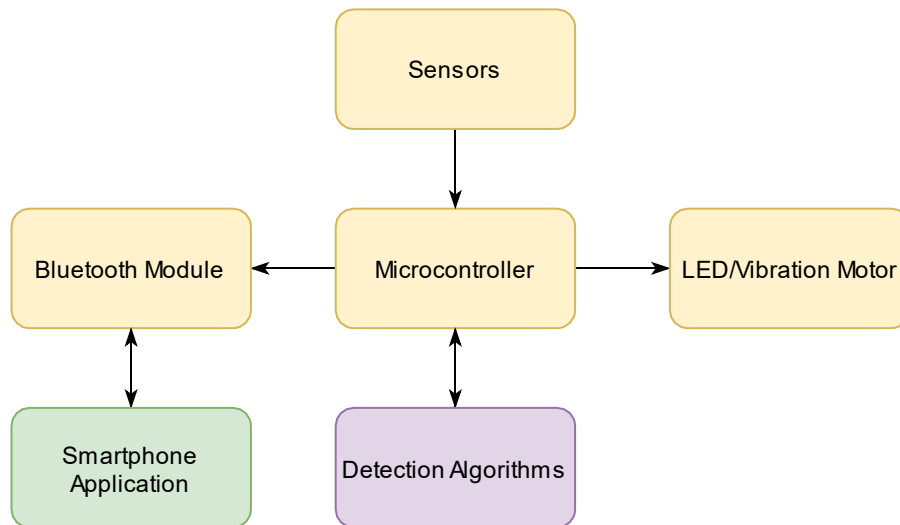 Sensors
Bluetooth Module
Microcontroller
LED/Vibration Motor
Smartphone
Application
Detection Algorithms